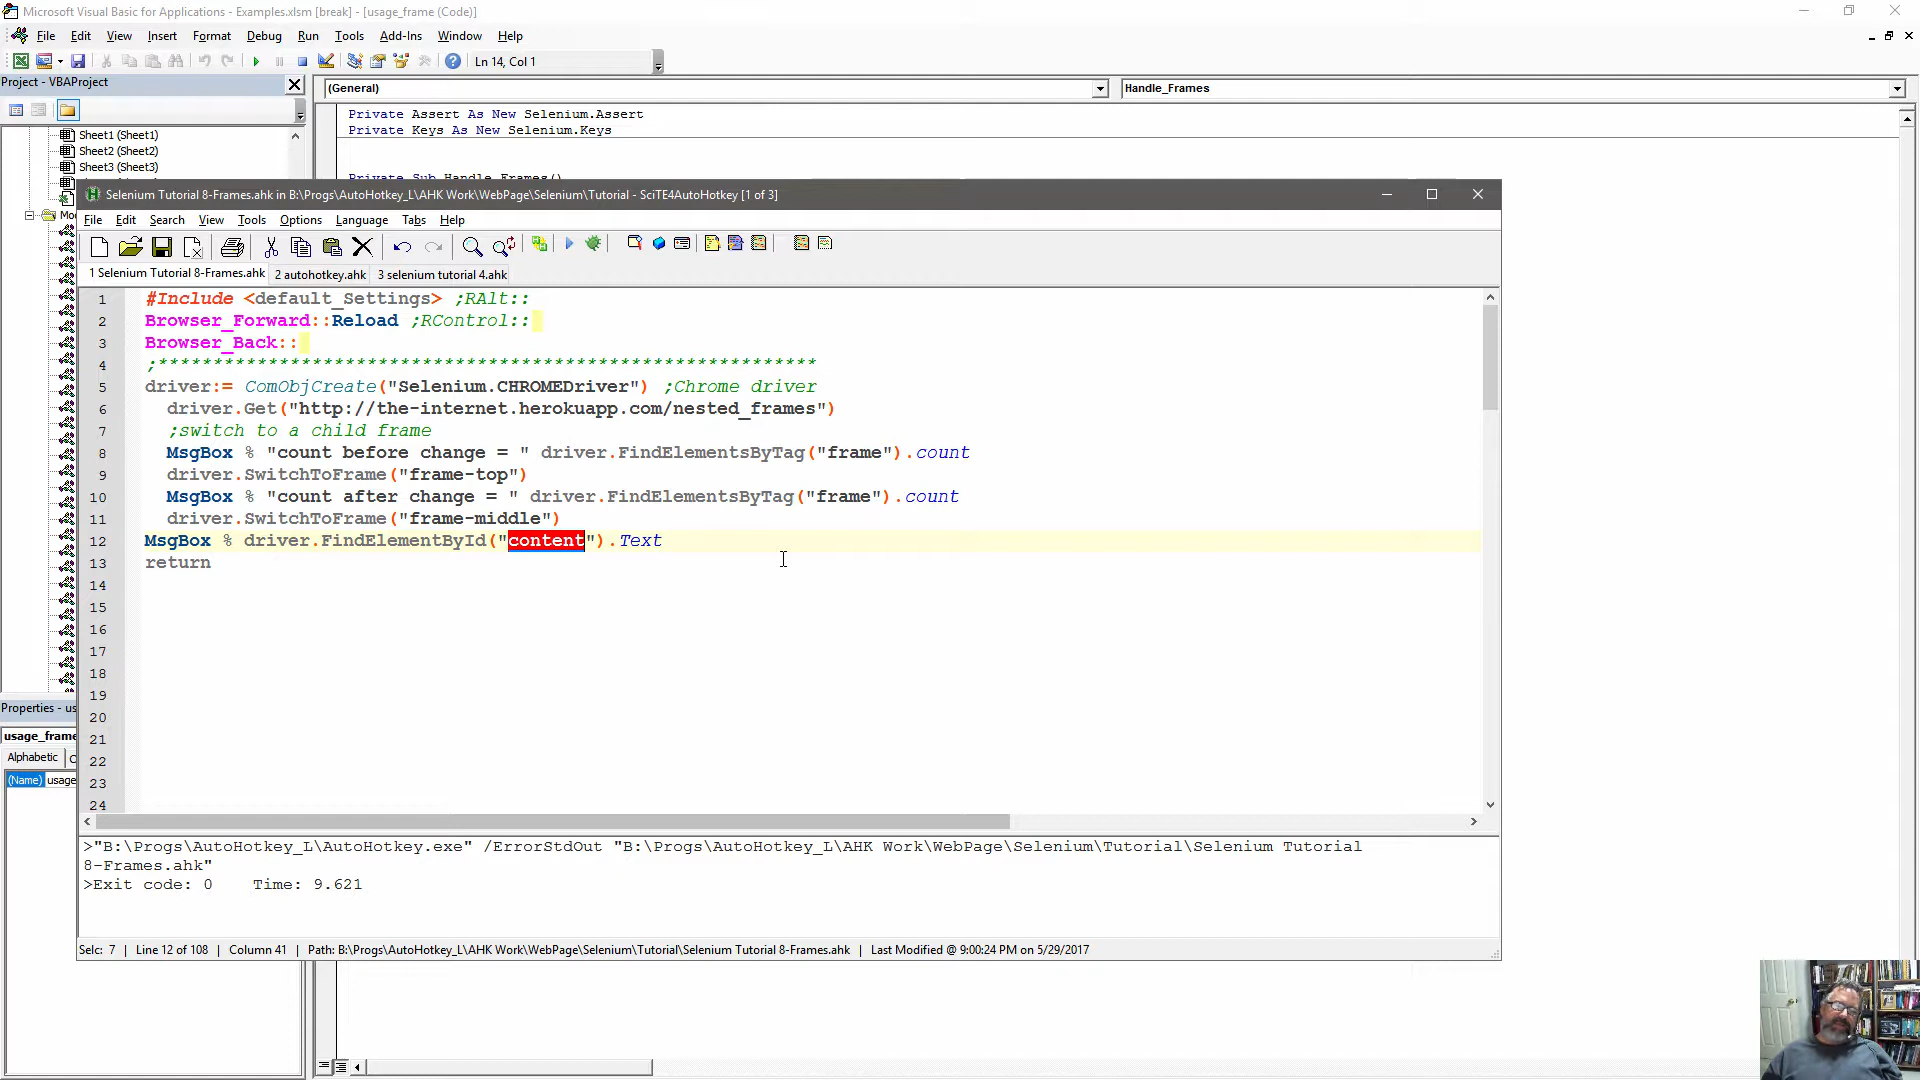 Microsoft Visual Basic for Applications - Examples.xlsm [break] - [usage_frame (Code)]
File Edit View Insert Format Debug Run Tools Add-Ins Window Help
Ln 14, Col 1
Project - VBAProject
(General)
Handle_Frames
Private Assert As New Selenium.Assert
Private Keys As New Selenium.Keys
Sheet1 (Sheet1)
Sheet2 (Sheet2)
Sheet3 (Sheet3)
Private Sub Handle_Frames()
Selenium Tutorial 8-Frames.ahk in B:\Progs\AutoHotkey_L\AHK Work\WebPage\Selenium\Tutorial - SciTE4AutoHotkey [1 of 3]
File Edit Search View Tools Options Language Tabs Help
1 Selenium Tutorial 8-Frames.ahk 2 autohotkey.ahk 3 selenium tutorial 4.ahk
1 #Include <default_Settings> ;RAlt::
2 Browser_Forward::Reload ;RControl::
3 Browser_Back::
4 ;************************************************************
5 driver:= ComObjCreate("Selenium.CHROMEDriver") ;Chrome driver
6 driver.Get("http://the-internet.herokuapp.com/nested_frames")
7 ;switch to a child frame
8 MsgBox % "count before change = " driver.FindElementsByTag("frame").count
9 driver.SwitchToFrame("frame-top")
10 MsgBox % "count after change = " driver.FindElementsByTag("frame").count
11 driver.SwitchToFrame("frame-middle")
12 MsgBox % driver.FindElementById("content").Text
13 return
14
15
16
17
18
19
20
21
22
23
24
Properties - us
usage_frame
Alphabetic C
(Name) usage
>"B:\Progs\AutoHotkey_L\AutoHotkey.exe" /ErrorStdOut "B:\Progs\AutoHotkey_L\AHK Work\WebPage\Selenium\Tutorial\Selenium Tutorial
8-Frames.ahk"
>Exit code: 0 Time: 9.621
Selc: 7 | Line 12 of 108 | Column 41 | Path: B:\Progs\AutoHotkey_L\AHK Work\WebPage\Selenium\Tutorial\Selenium Tutorial 8-Frames.ahk | Last Modified @ 9:00:24 PM on 5/29/2017